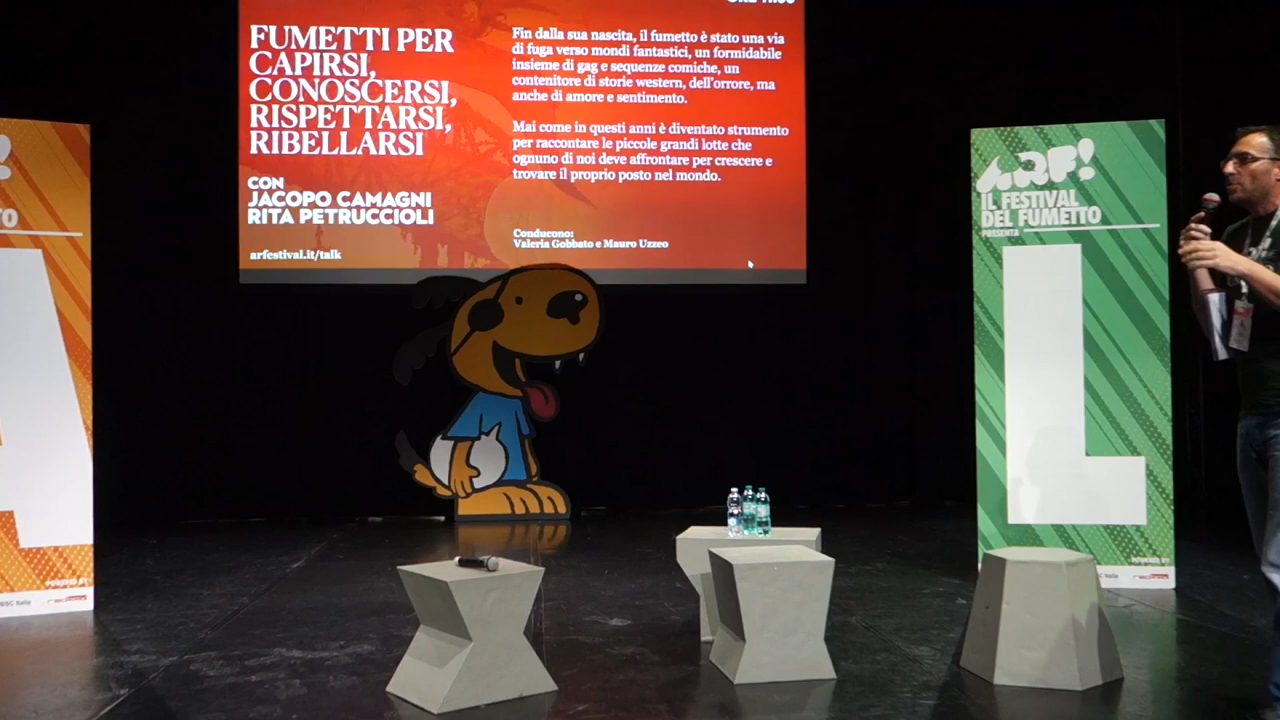 FUMETTI PER
CAPIRSI,
CONOSCERSI,
RISPETTARSI,
RIBELLARSI
CON
JACOPO CAMAGNI
RITA PETRUCCIOLI
arfestival.it/talk
Fin dalla sua nascita, il fumetto è stato una via
di fuga verso mondi fantastici, un formidabile
insieme di gag e sequenze comiche, un
contenitore di storie western, dell'orrore, ma
anche di amore e sentimento.
Mai come in questi anni è diventato strumento
per raccontare le piccole grandi lotte che
ognuno di noi deve affrontare per crescere e
trovare il proprio posto nel mondo.
Conducono:
Valeria Gobbato e Mauro Uzzeo
A
POWERED BY
ARF!
IL FESTIVAL
DEL FUMETTO
PRESENTA
L
POWERED BY